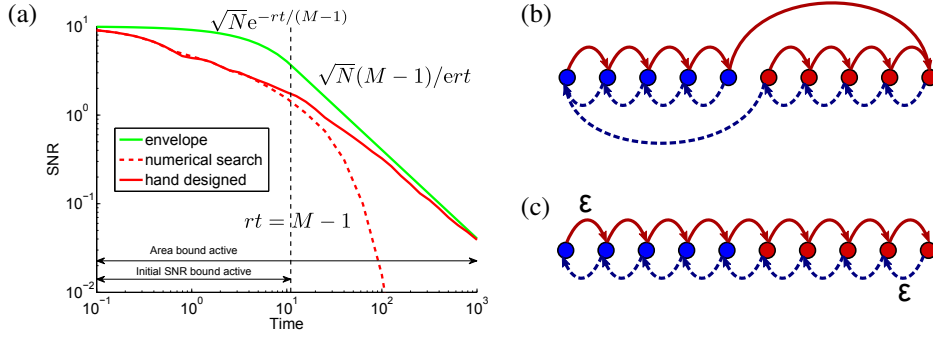 (a)
√N e^{-rt/(M-1)}
√N(M − 1)/ert
SNR
10^1
10^0
10^{-1}
10^{-2}
envelope
numerical search
hand designed
rt = M − 1
Area bound active
Initial SNR bound active
10^{-1} 10^0 10^1 10^2 10^3
Time
(b)
(c)
ε
ε